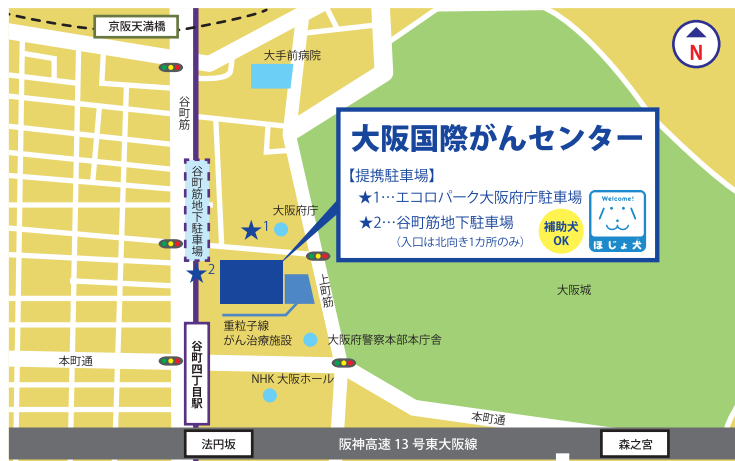 京阪天満橋
大手前病院
N
谷町筋
大阪国際がんセンター
【提携駐車場】
★1…エコロパーク大阪府庁駐車場
★2…谷町筋地下駐車場
(入口は北向き1カ所のみ)
補助犬
OK
Welcome!
ほじょ犬
谷町筋地下駐車場
大阪府庁
★1
★2
上町筋
大阪城
重粒子線
がん治療施設
大阪府警察本部本庁舎
本町通
谷町四丁目駅
NHK 大阪ホール
本町通
法円坂
阪神高速 13 号東大阪線
森之宮